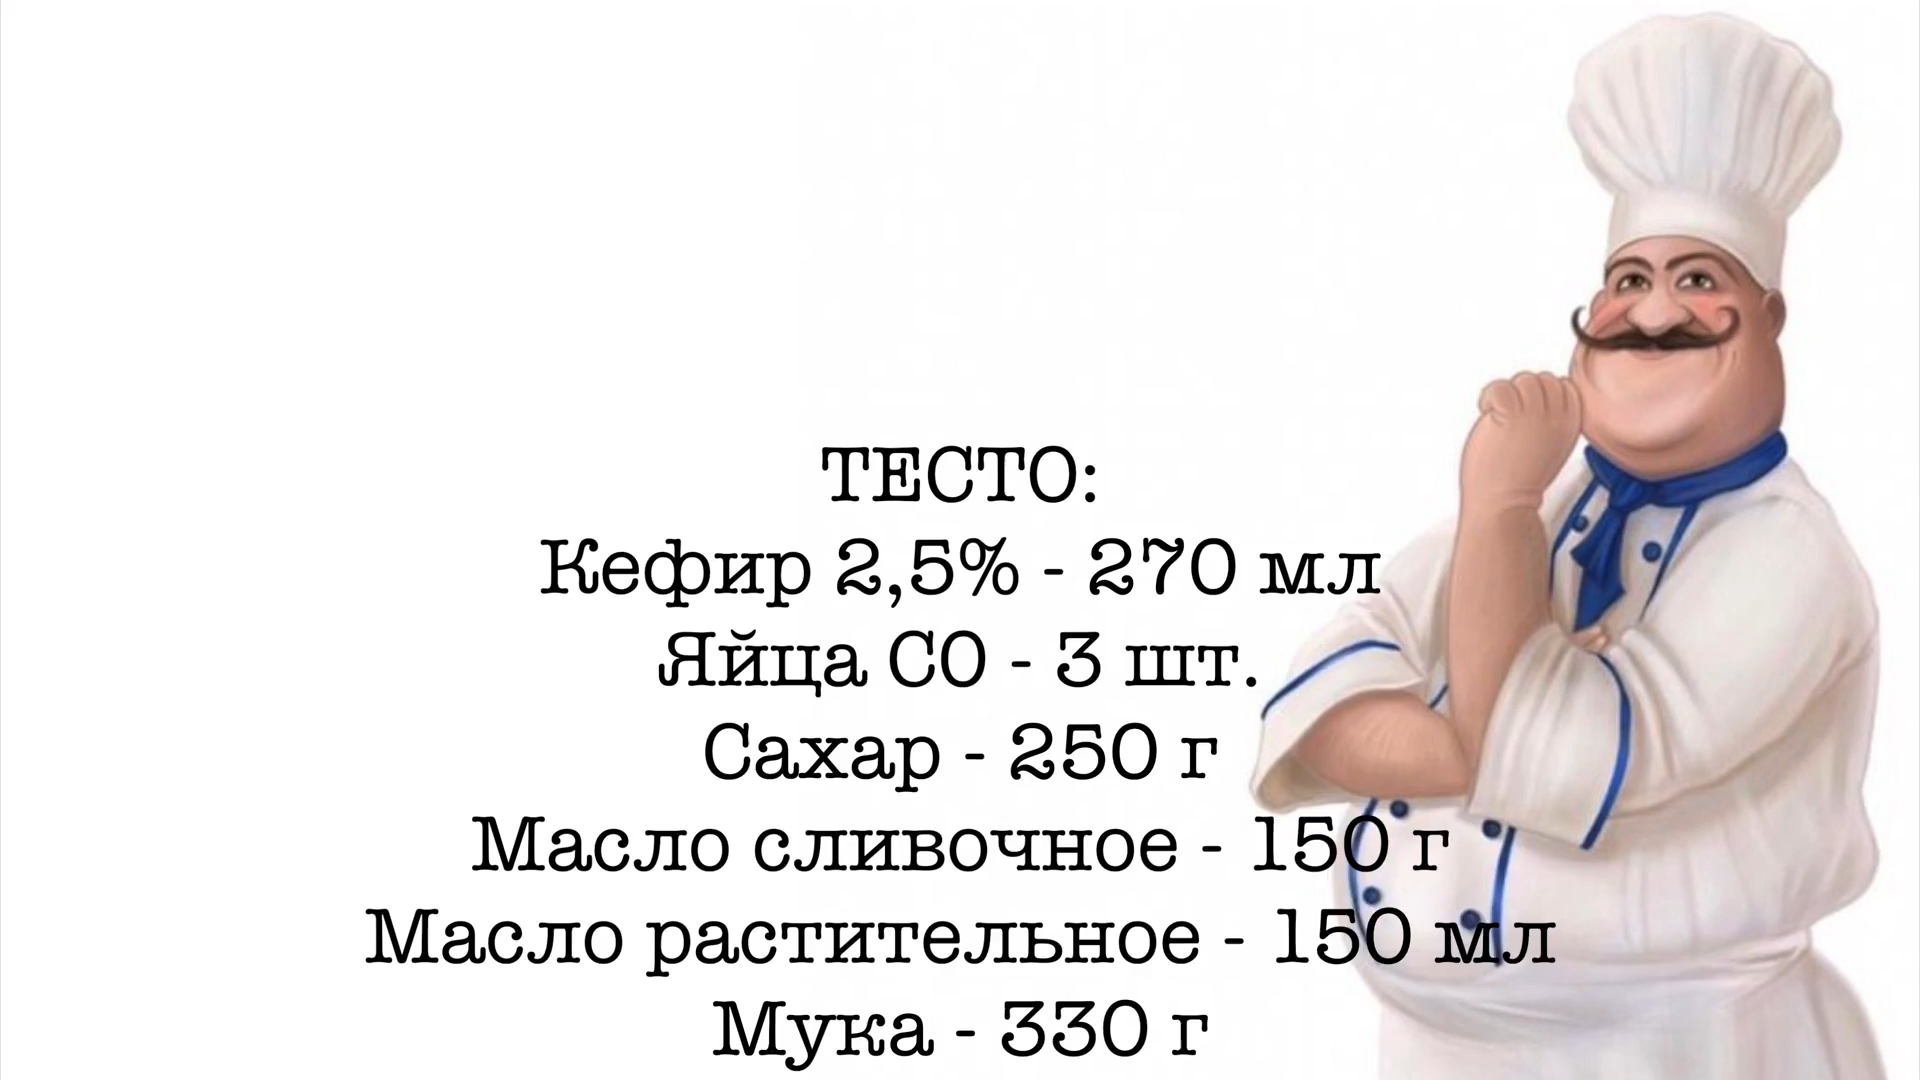 ТЕСТО:
Кефир 2,5% - 270 мл
Яйца С0 - 3 шт.
Сахар - 250 г
Масло сливочное - 150 г
Масло растительное - 150 мл
Мука - 330 г